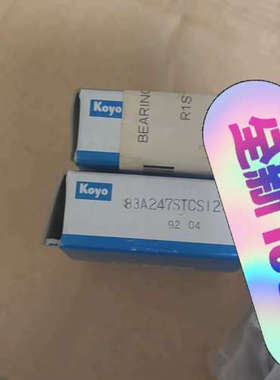 Koyo
BEARING
R1S
Koyo
83A247STCS12
92 04
全新